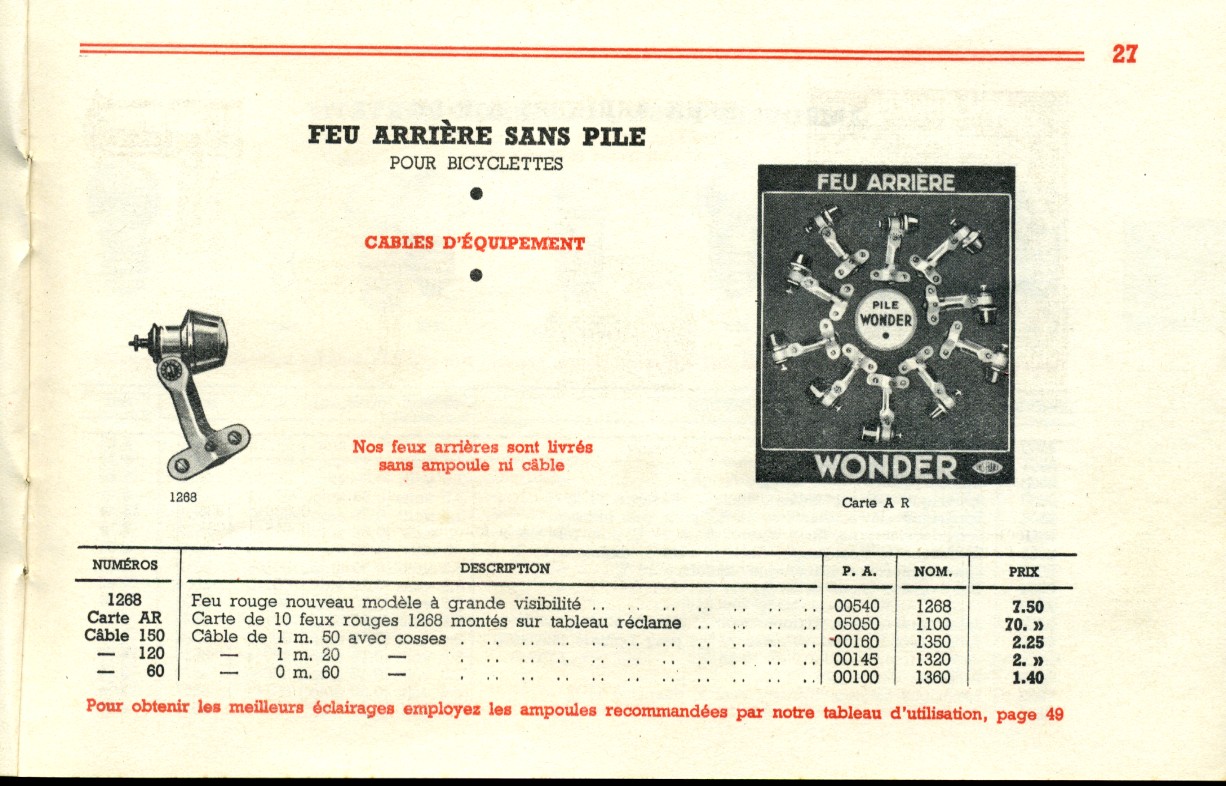 27
FEU ARRIÈRE SANS PILE
POUR BICYCLETTES
CABLES D'ÉQUIPEMENT
FEU ARRIÈRE
PILE
WONDER
WONDER
Carte A R
1268
Nos feux arrières sont livrés
sans ampoule ni câble
NUMÉROS DESCRIPTION P. A. NOM. PRIX
1268 Feu rouge nouveau modèle à grande visibilité .. .. .. .. .. .. .. 00540 1268 7.50
Carte AR Carte de 10 feux rouges 1268 montés sur tableau réclame .. .. .. .. 05050 1100 70. »
Câble 150 Câble de 1 m. 50 avec cosses .. .. .. .. .. .. .. .. .. .. .. 00160 1350 2.25
— 120 — 1 m. 20 — . .. .. .. .. .. .. .. .. .. .. .. 00145 1320 2. »
— 60 — 0 m. 60 — . .. .. .. .. .. .. .. .. .. .. .. 00100 1360 1.40
Pour obtenir les meilleurs éclairages employez les ampoules recommandées par notre tableau d'utilisation, page 49